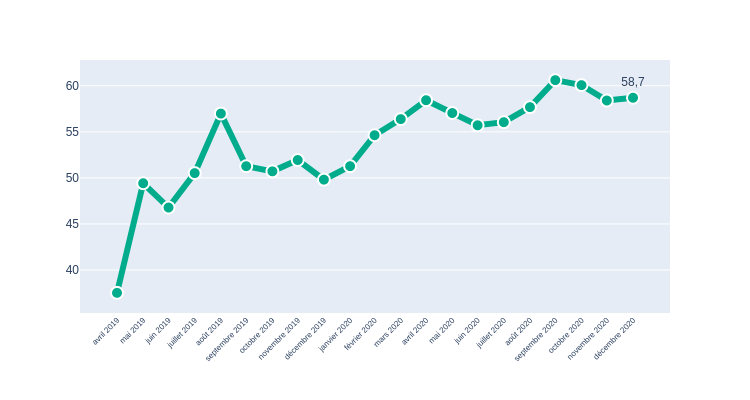 58,7
60
55
50
45
40
avril 2019
mai 2019
juin 2019
juillet 2019
août 2019
septembre 2019
octobre 2019
novembre 2019
décembre 2019
janvier 2020
février 2020
mars 2020
avril 2020
mai 2020
juin 2020
juillet 2020
août 2020
septembre 2020
octobre 2020
novembre 2020
décembre 2020